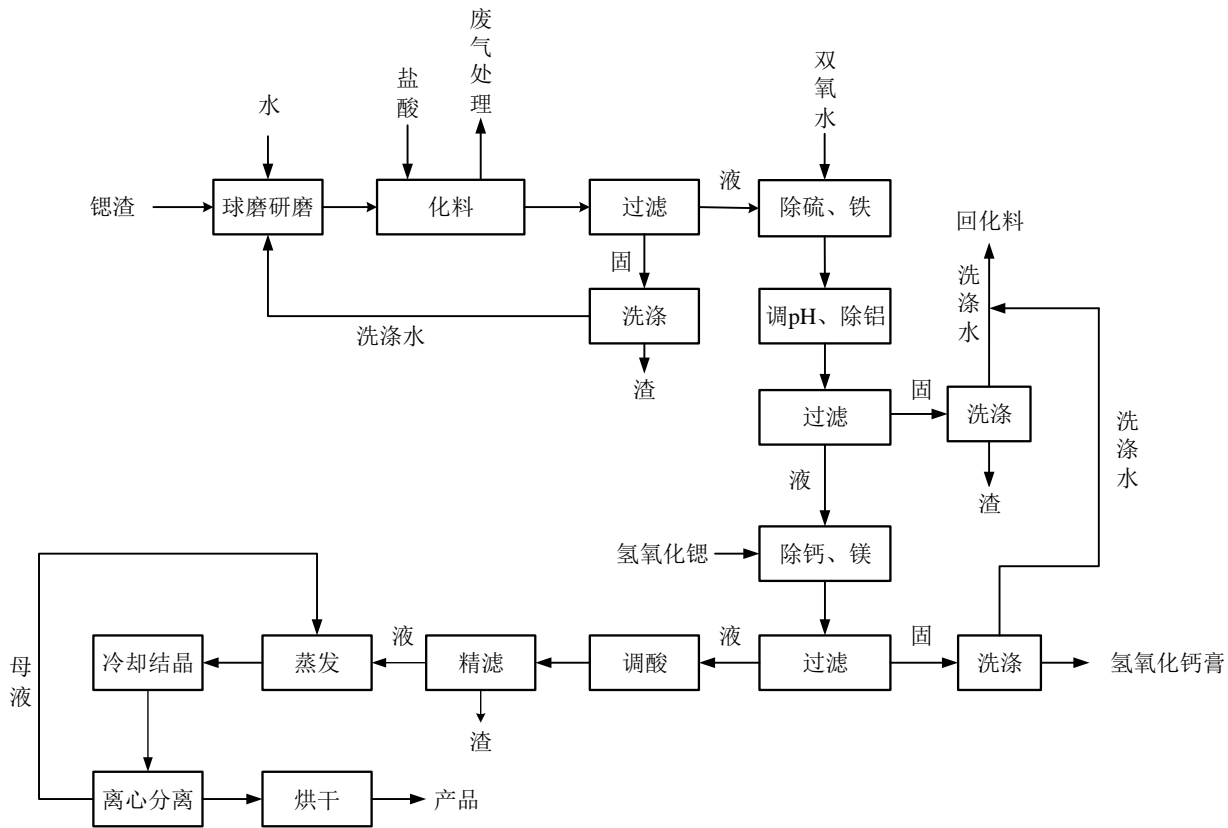 废气处理
盐酸
双氧水
水
锶渣
球磨研磨
化料
过滤
液
除硫、铁
固
回化料
洗涤
洗涤水
渣
调pH、除铝
洗涤水
过滤
固
洗涤
洗涤水
液
渣
氢氧化锶
除钙、镁
母液
冷却结晶
蒸发
液
精滤
调酸
液
过滤
固
洗涤
氢氧化钙膏
渣
离心分离
烘干
产品